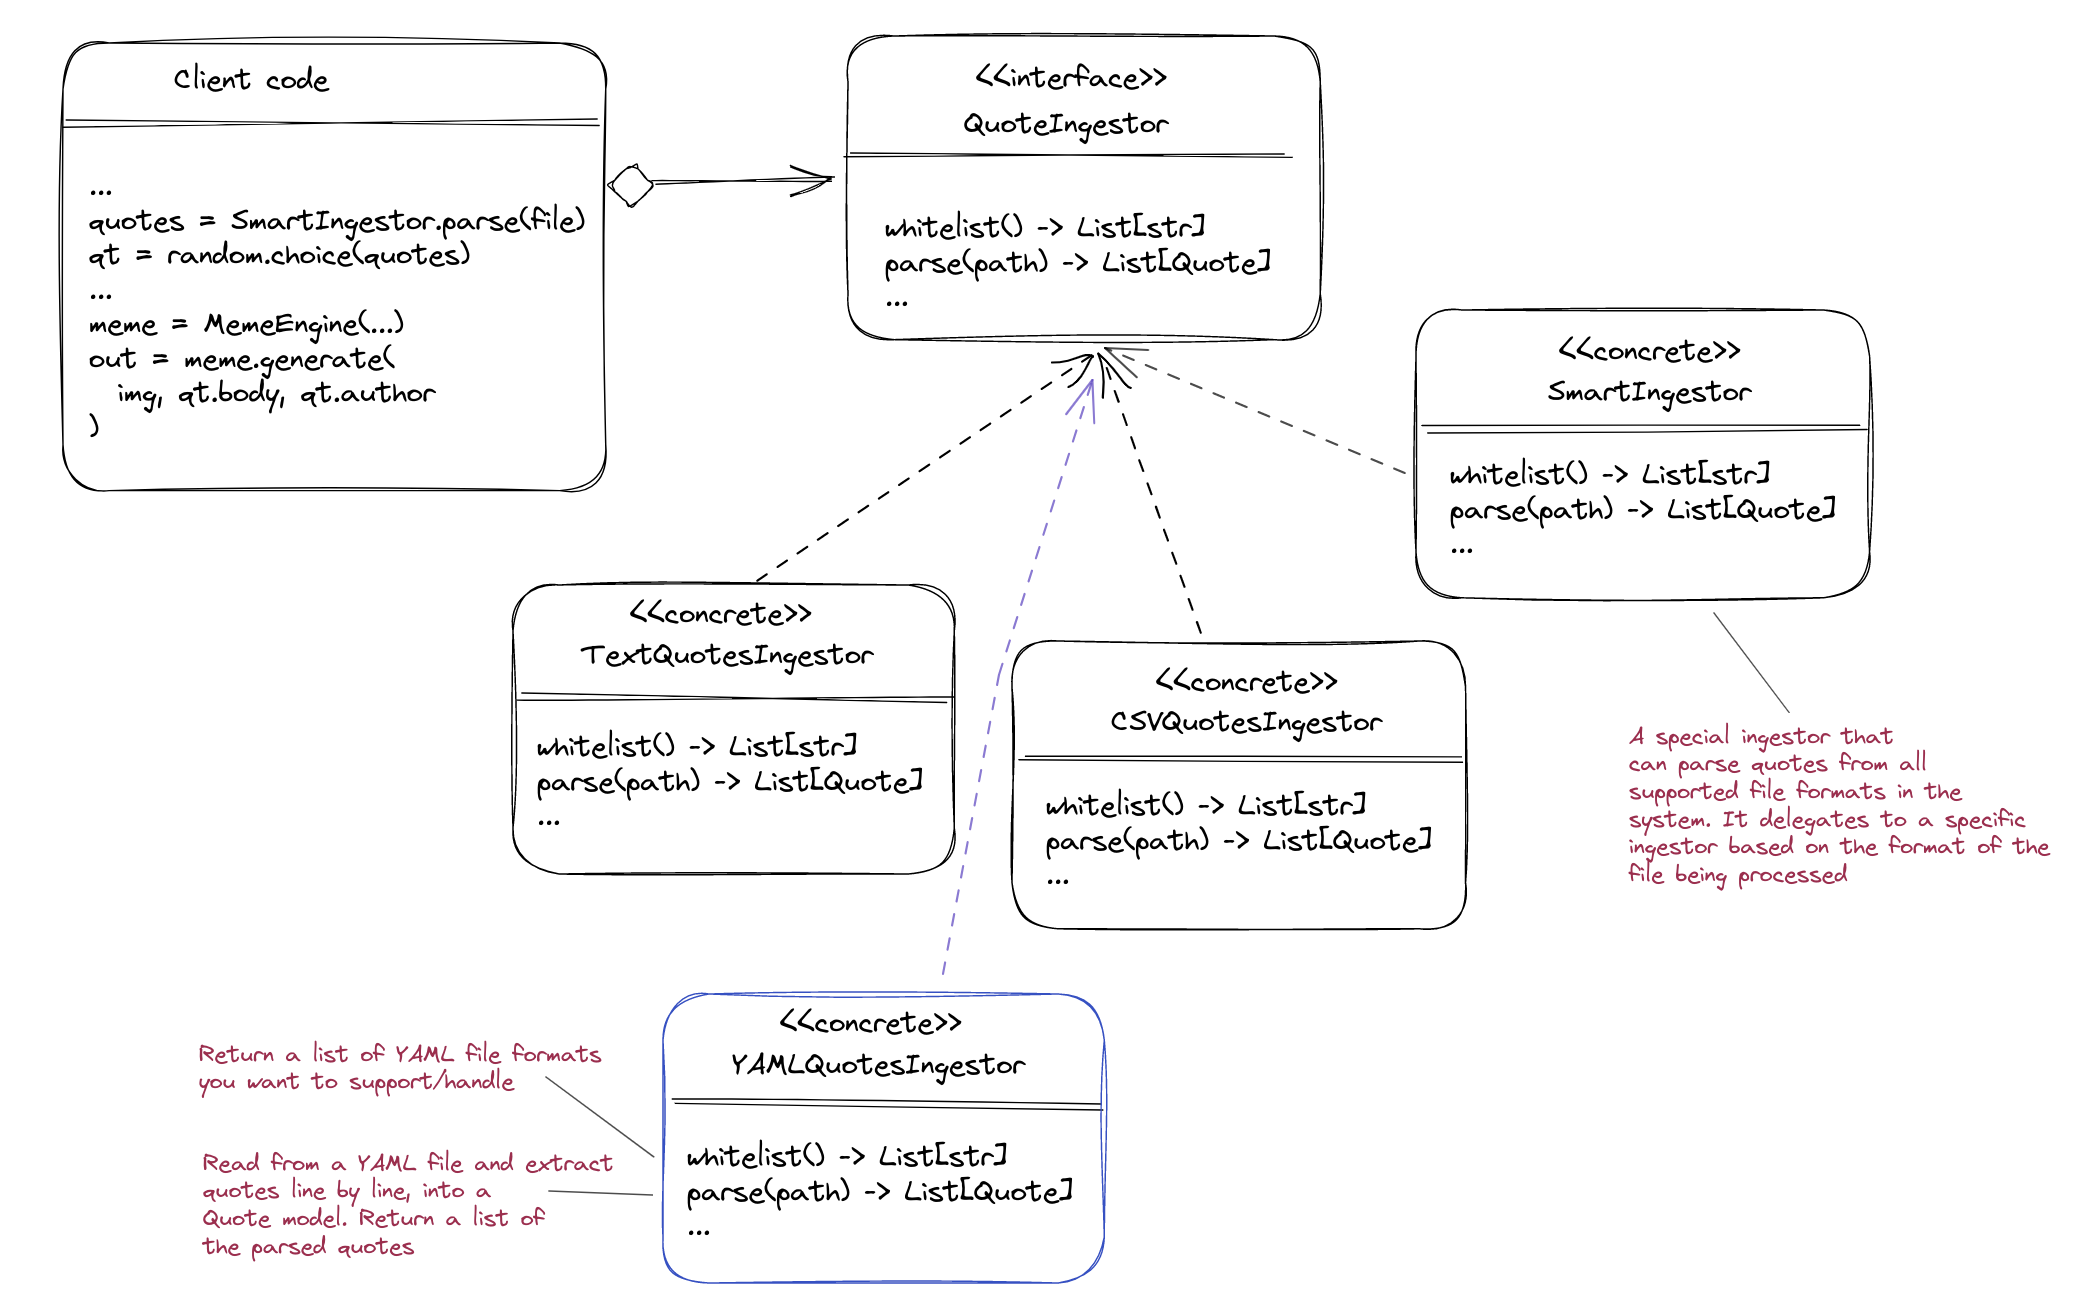 Client code
...
quotes = SmartIngestor.parse(file)
qt = random.choice(quotes)
...
meme = MemeEngine(...)
out = meme.generate(
img, qt.body, qt.author
)
<<interface>>
QuoteIngestor
whitelist() -> List[str]
parse(path) -> List[Quote]
...
<<concrete>>
SmartIngestor
whitelist() -> List[str]
parse(path) -> List[Quote]
...
A special ingestor that
can parse quotes from all
supported file formats in the
system. It delegates to a specific
ingestor based on the format of the
file being processed
<<concrete>>
TextQuotesIngestor
whitelist() -> List[str]
parse(path) -> List[Quote]
...
<<concrete>>
CSVQuotesIngestor
whitelist() -> List[str]
parse(path) -> List[Quote]
...
<<concrete>>
YAMLQuotesIngestor
whitelist() -> List[str]
parse(path) -> List[Quote]
...
Return a list of YAML file formats
you want to support/handle
Read from a YAML file and extract
quotes line by line, into a
Quote model. Return a list of
the parsed quotes